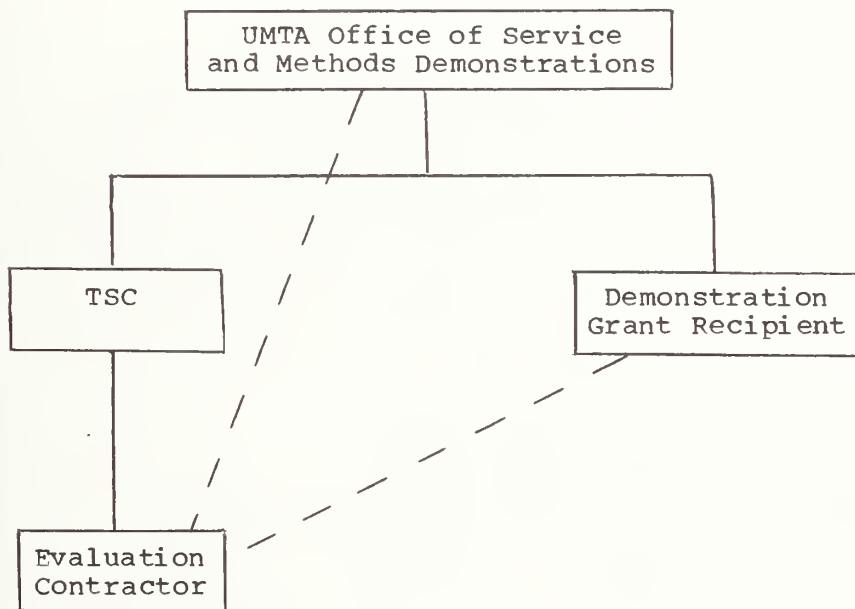 UMTA Office of Service
and Methods Demonstrations
TSC
Demonstration
Grant Recipient
Evaluation
Contractor